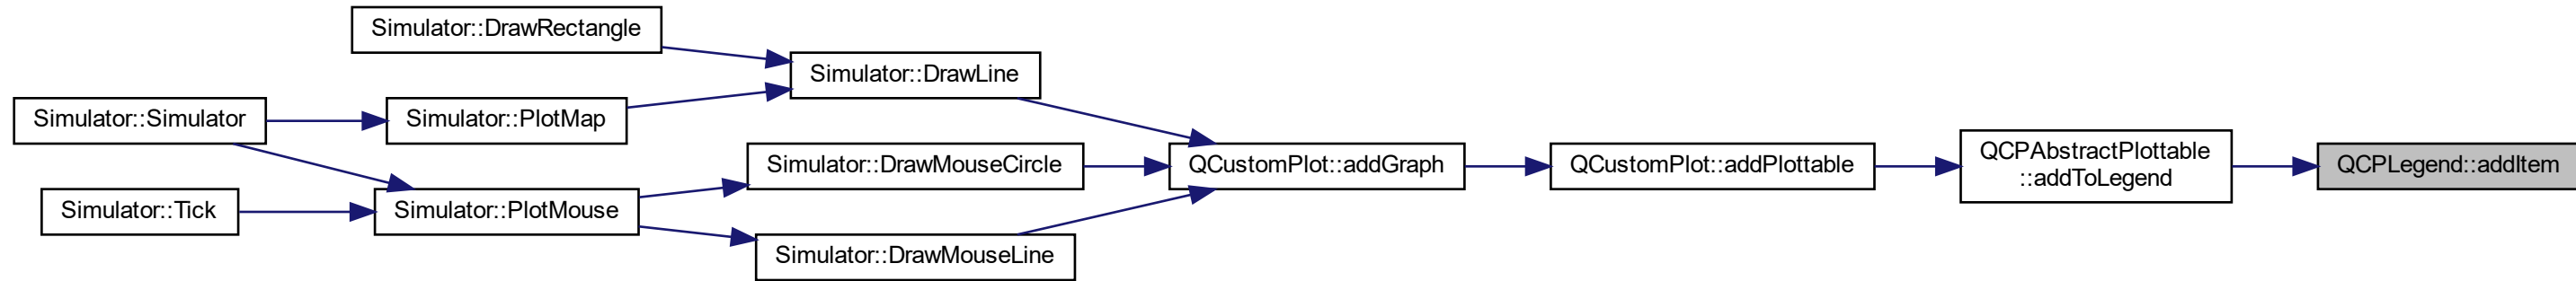 Simulator::DrawRectangle
Simulator::DrawLine
Simulator::Simulator
Simulator::PlotMap
Simulator::DrawMouseCircle
QCustomPlot::addGraph
QCustomPlot::addPlottable
QCPAbstractPlottable
::addToLegend
QCPLegend::addItem
Simulator::Tick
Simulator::PlotMouse
Simulator::DrawMouseLine